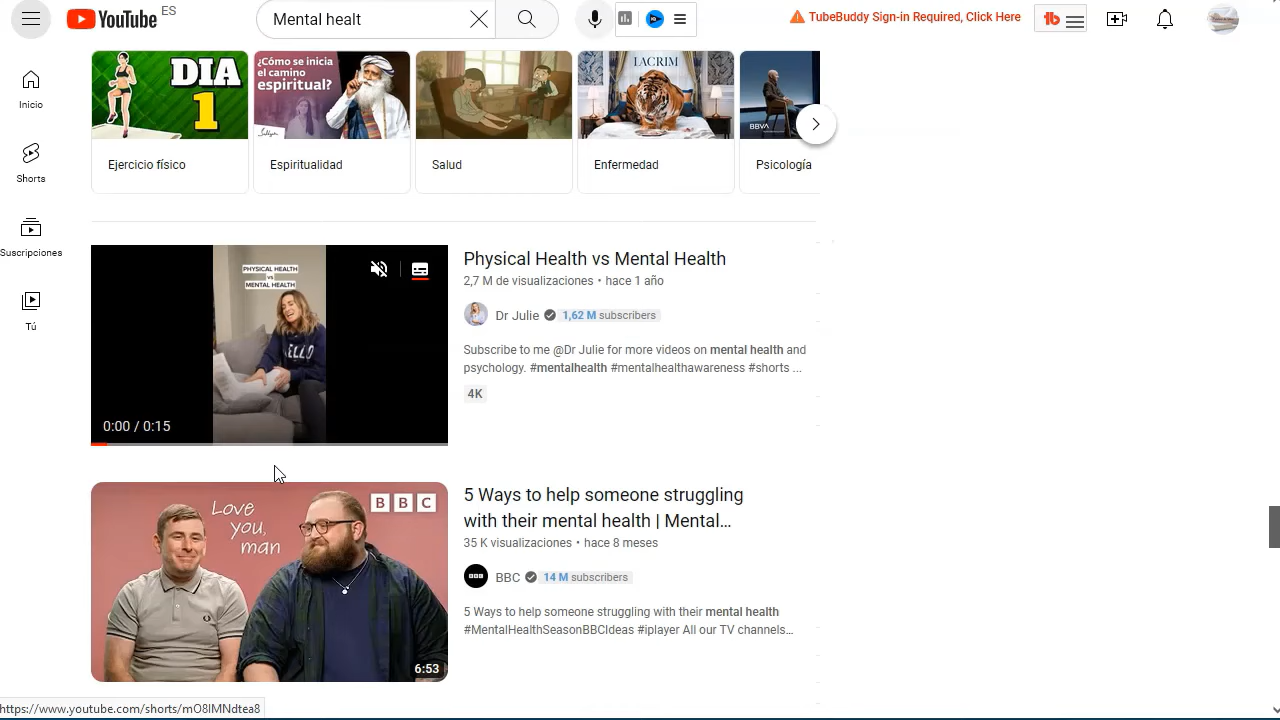 YouTube ES
Mental healt
TubeBuddy Sign-in Required, Click Here
tb
Inicio
Shorts
Suscripciones
Tú
DIA
1
¿Cómo se inicia
el camino
espiritual?
LACRIM
BBVA
Ejercicio físico
Espiritualidad
Salud
Enfermedad
Psicología
PHYSICAL HEALTH
vs
MENTAL HEALTH
HELLO
0:00 / 0:15
Physical Health vs Mental Health
2,7 M de visualizaciones • hace 1 año
Dr Julie 1,62 M subscribers
Subscribe to me @Dr Julie for more videos on mental health and
psychology. #mentalhealth #mentalhealthawareness #shorts ...
4K
BBC
Love
you,
man
6:53
5 Ways to help someone struggling
with their mental health | Mental...
35 K visualizaciones • hace 8 meses
BBC 14 M subscribers
5 Ways to help someone struggling with their mental health
#MentalHealthSeasonBBCIdeas #iplayer All our TV channels...
https://www.youtube.com/shorts/mO8lMNdtea8